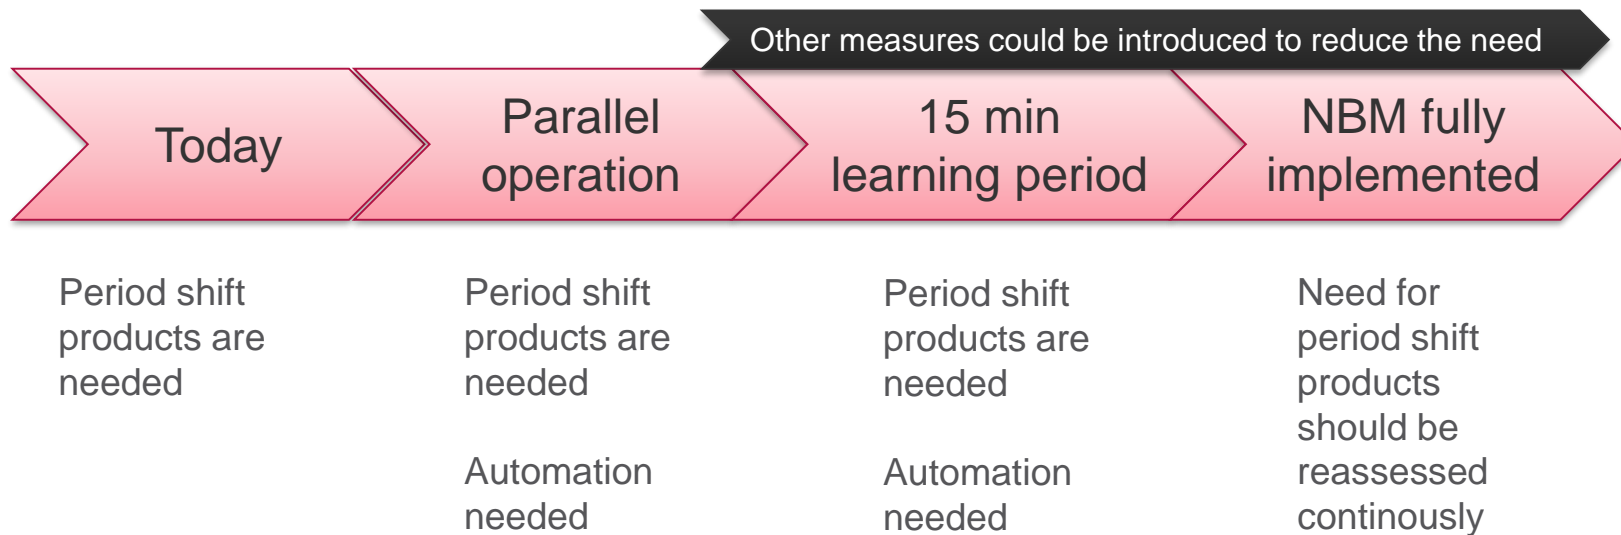 Other measures could be introduced to reduce the need
Today
Parallel
operation
15 min
learning period
NBM fully
implemented
Period shift
products are
needed
Period shift
products are
needed
Automation
needed
Period shift
products are
needed
Automation
needed
Need for
period shift
products
should be
reassessed
continously